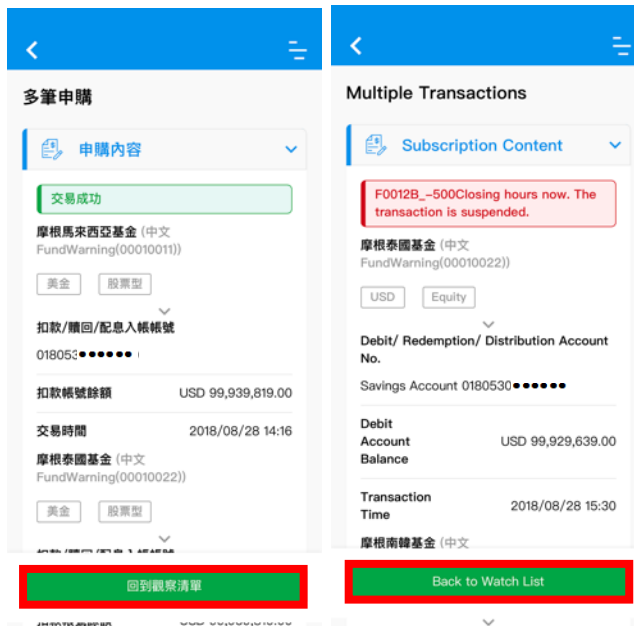 多筆申購
申購內容
交易成功
摩根馬來西亞基金 (中文
FundWarning(00010011))
美金
股票型
扣款/贖回/配息入帳帳號
018053
扣款帳號餘額 USD 99,939,819.00
交易時間 2018/08/28 14:16
摩根泰國基金 (中文
FundWarning(00010022))
美金
股票型
回到觀察清單
Multiple Transactions
Subscription Content
F0012B_-500Closing hours now. The
transaction is suspended.
摩根泰國基金 (中文
FundWarning(00010022))
USD
Equity
Debit/ Redemption/ Distribution Account
No.
Savings Account 0180530
Debit
Account
Balance
USD 99,929,639.00
Transaction
Time
2018/08/28 15:30
摩根南韓基金 (中文
Back to Watch List